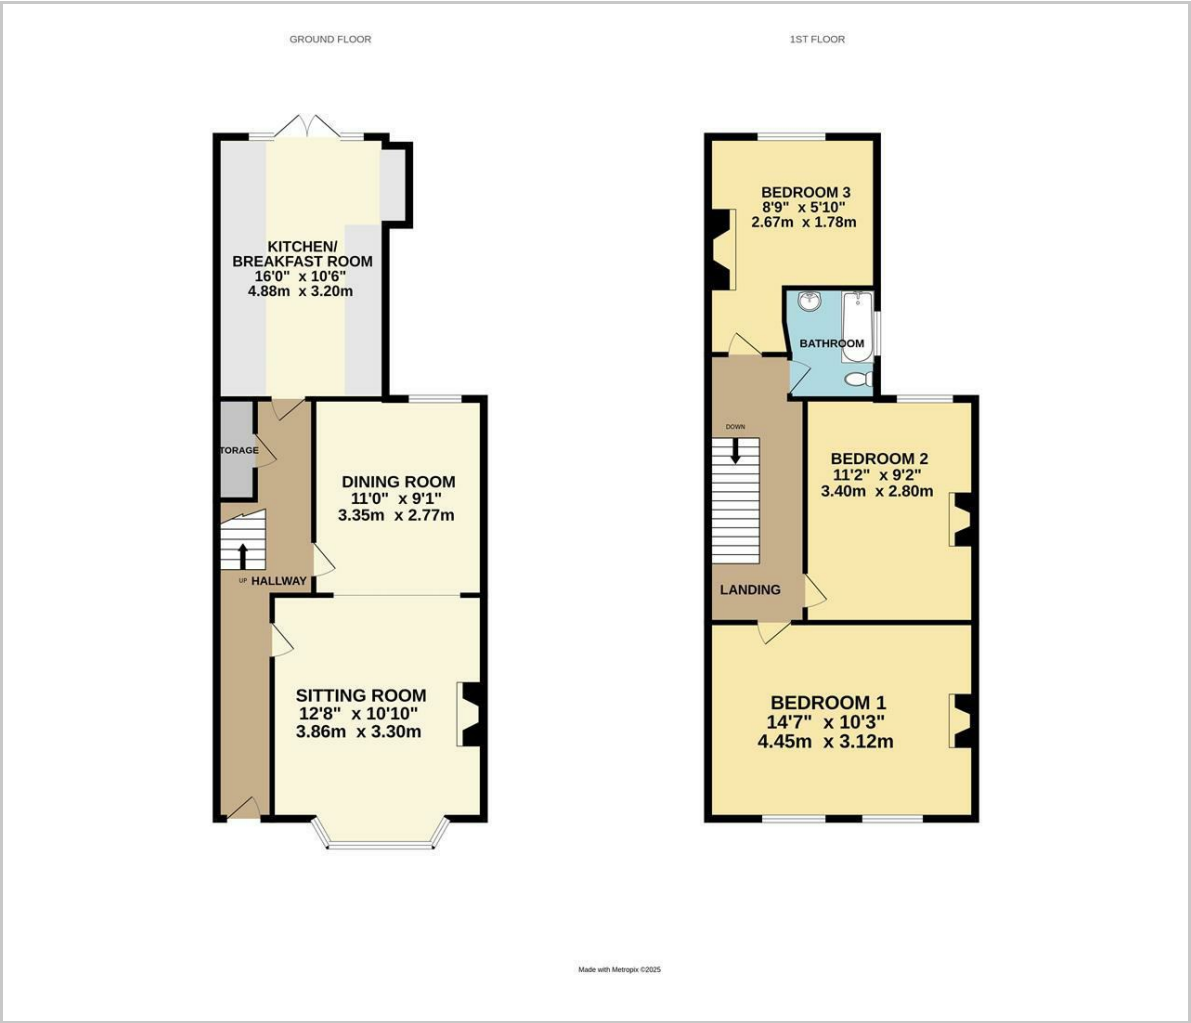 GROUND FLOOR
1ST FLOOR
KITCHEN/
BREAKFAST ROOM
16'0" x 10'6"
4.88m x 3.20m
TORAGE
DINING ROOM
11'0" x 9'1"
3.35m x 2.77m
UP
HALLWAY
SITTING ROOM
12'8" x 10'10"
3.86m x 3.30m
BEDROOM 3
8'9" x 5'10"
2.67m x 1.78m
BATHROOM
DOWN
BEDROOM 2
11'2" x 9'2"
3.40m x 2.80m
LANDING
BEDROOM 1
14'7" x 10'3"
4.45m x 3.12m
Made with Metropix ©2025